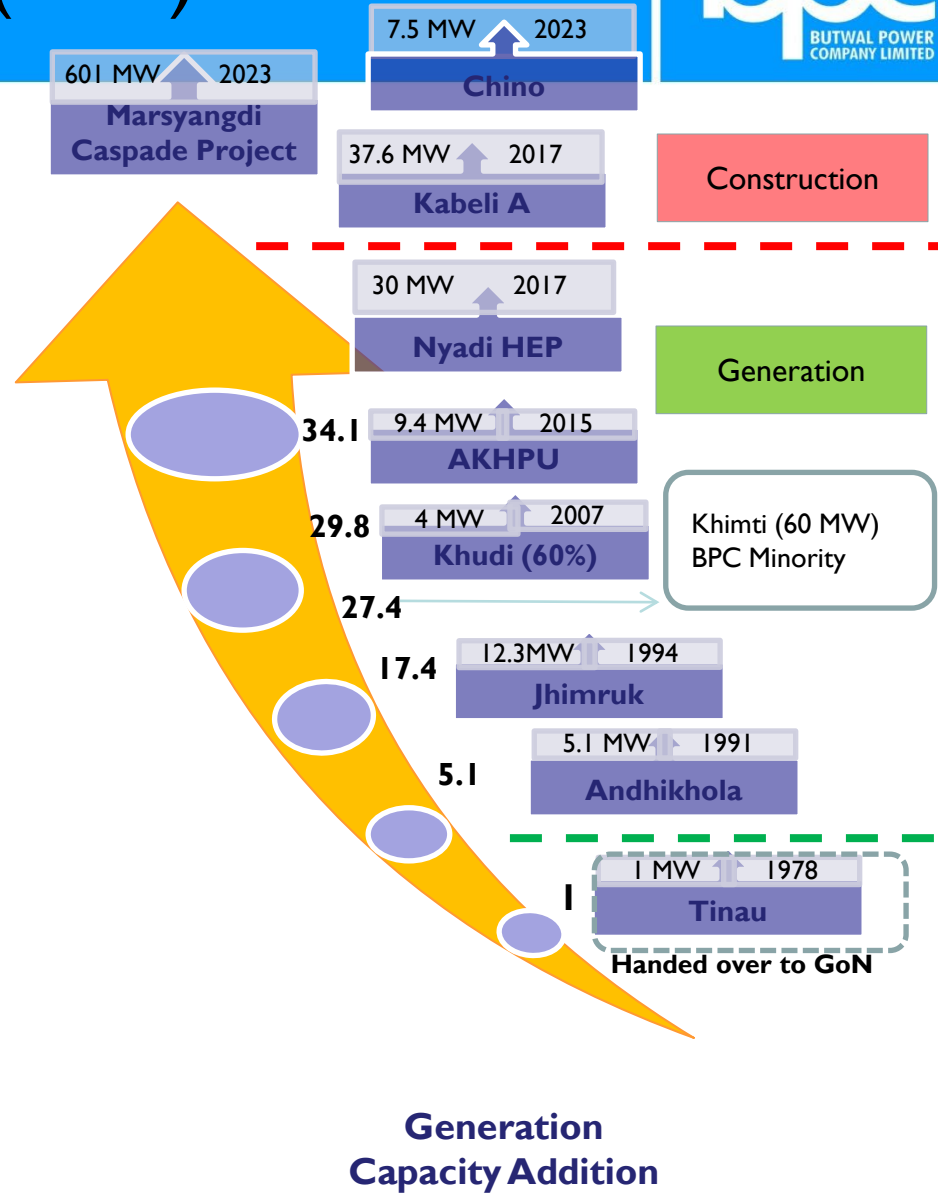 BUTWAL POWER
COMPANY LIMITED
7.5 MW 2023
Chino
601 MW 2023
Marsyangdi
Caspade Project
37.6 MW 2017
Kabeli A
Construction
30 MW 2017
Nyadi HEP
Generation
34.1
9.4 MW 2015
AKHPU
29.8
4 MW 2007
Khudi (60%)
Khimti (60 MW)
BPC Minority
27.4
17.4
12.3MW 1994
Jhimruk
5.1 MW 1991
Andhikhola
5.1
1 MW 1978
Tinau
1
Handed over to GoN
Generation
Capacity Addition